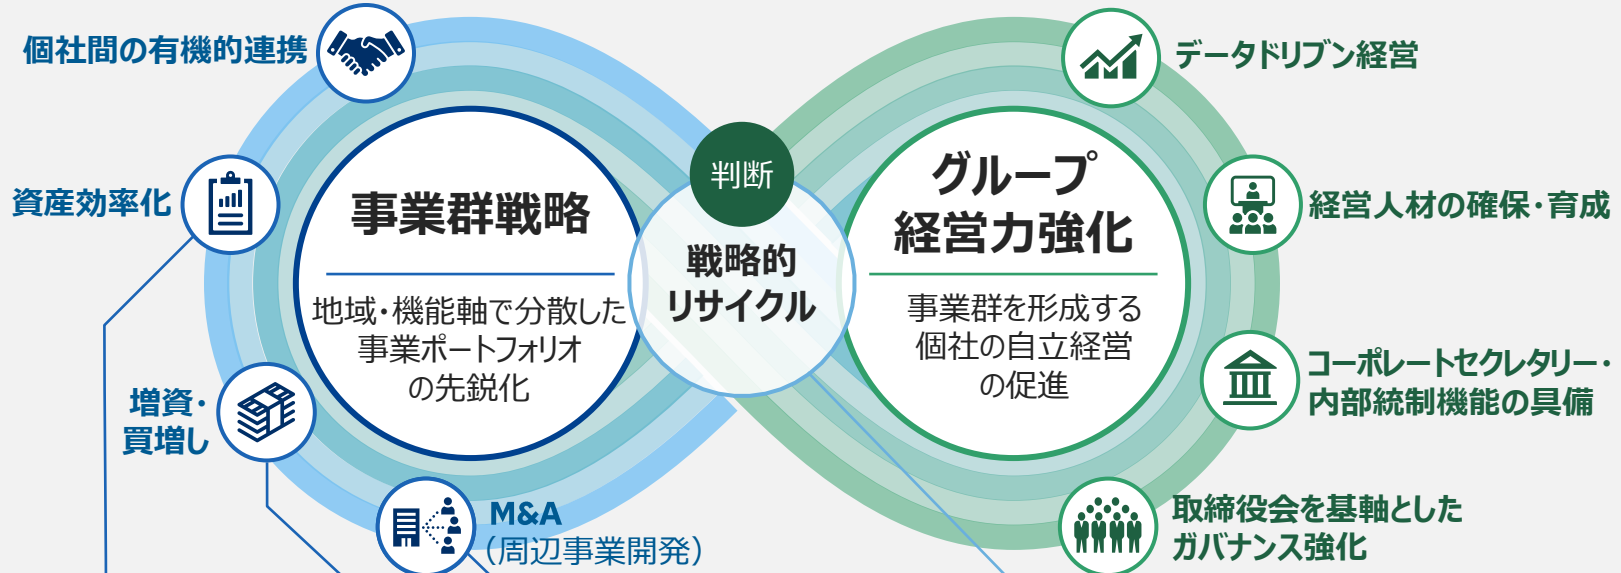 個社間の有機的連携
資産効率化
増資・
買増し
M&A
（周辺事業開発）
事業群戦略
地域・機能軸で分散した
事業ポートフォリオ
の先鋭化
判断
戦略的
リサイクル
グループ
経営力強化
事業群を形成する
個社の自立経営
の促進
データドリブン経営
経営人材の確保・育成
コーポレートセクレタリー・
内部統制機能の具備
取締役会を基軸とした
ガバナンス強化